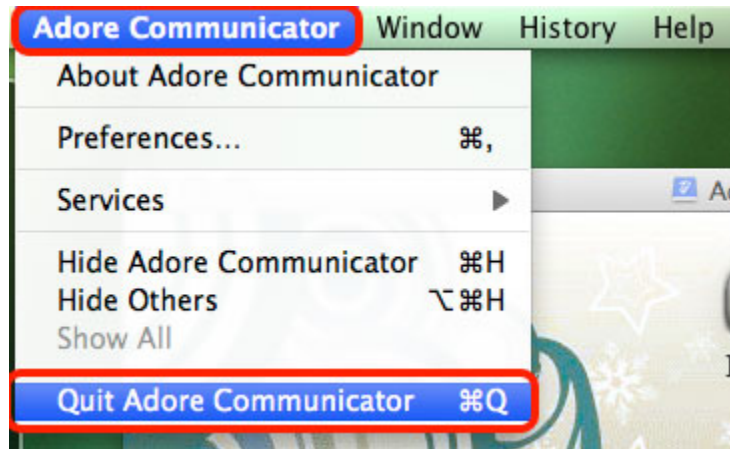 Adore Communicator Window History Help
About Adore Communicator
Preferences... ⌘,
Services ▶
Hide Adore Communicator ⌘H
Hide Others ⌥⌘H
Show All
Quit Adore Communicator ⌘Q